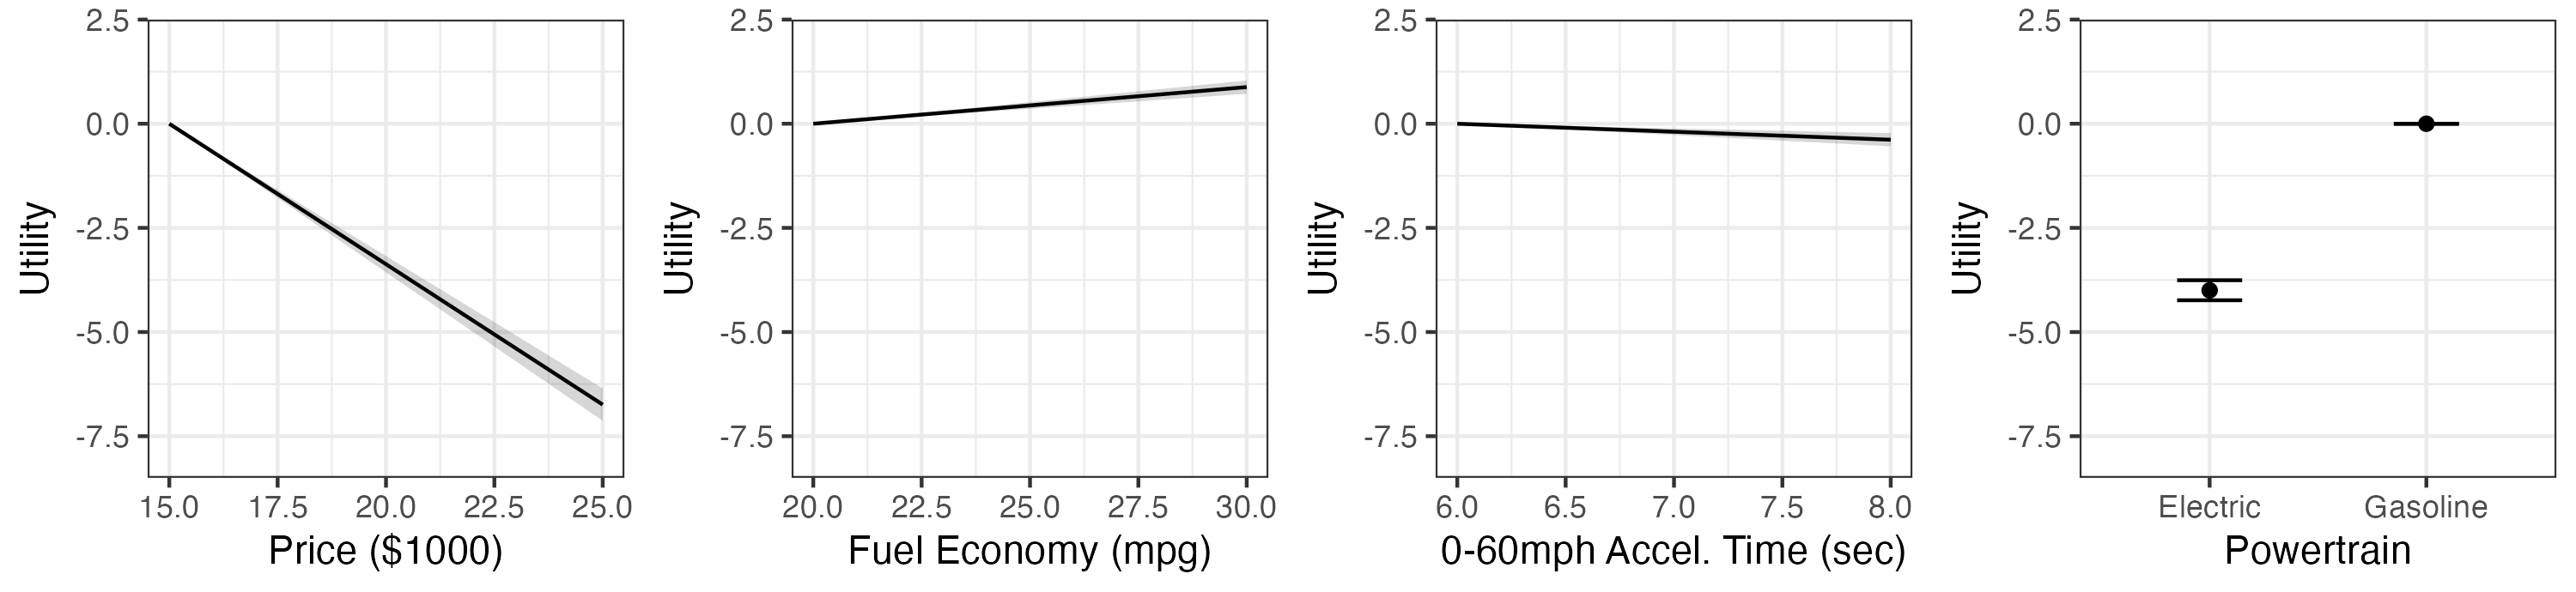 2.5
0.0
-2.5
-5.0
-7.5
Utility
15.0 17.5 20.0 22.5 25.0
Price ($1000)
2.5
0.0
-2.5
-5.0
-7.5
Utility
20.0 22.5 25.0 27.5 30.0
Fuel Economy (mpg)
2.5
0.0
-2.5
-5.0
-7.5
Utility
6.0 6.5 7.0 7.5 8.0
0-60mph Accel. Time (sec)
2.5
0.0
-2.5
-5.0
-7.5
Utility
Electric Gasoline
Powertrain